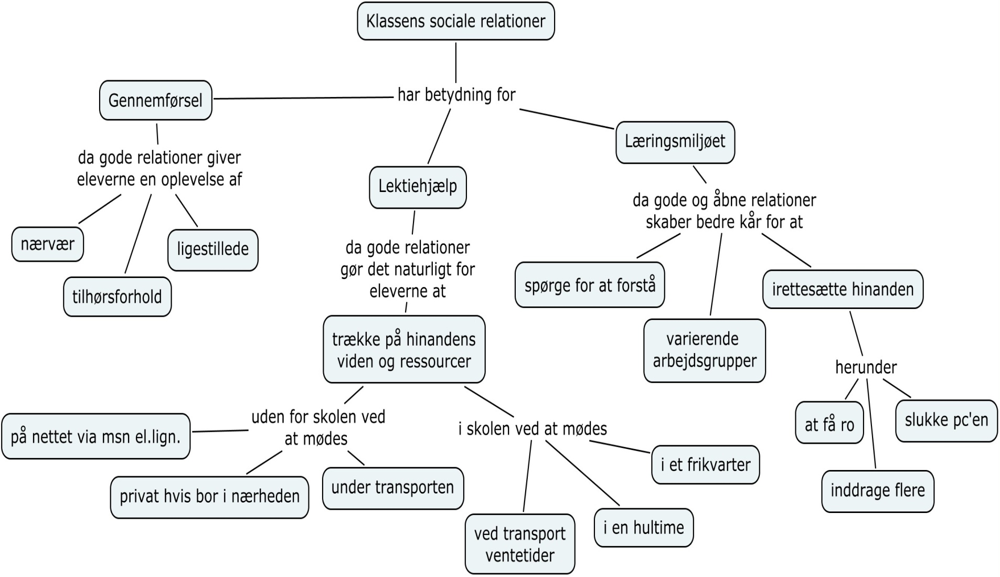 Klassens sociale relationer
har betydning for
Gennemførsel
da gode relationer giver
eleverne en oplevelse af
nærvær
tilhørsforhold
ligestillede
Lektiehjælp
da gode relationer
gør det naturligt for
eleverne at
trække på hinandens
viden og ressourcer
uden for skolen ved
at mødes
på nettet via msn el.lign.
privat hvis bor i nærheden
under transporten
i skolen ved at mødes
ved transport
ventetider
i en hultime
i et frikvarter
Læringsmiljøet
da gode og åbne relationer
skaber bedre kår for at
spørge for at forstå
varierende
arbejdsgrupper
irettesætte hinanden
herunder
at få ro
inddrage flere
slukke pc'en